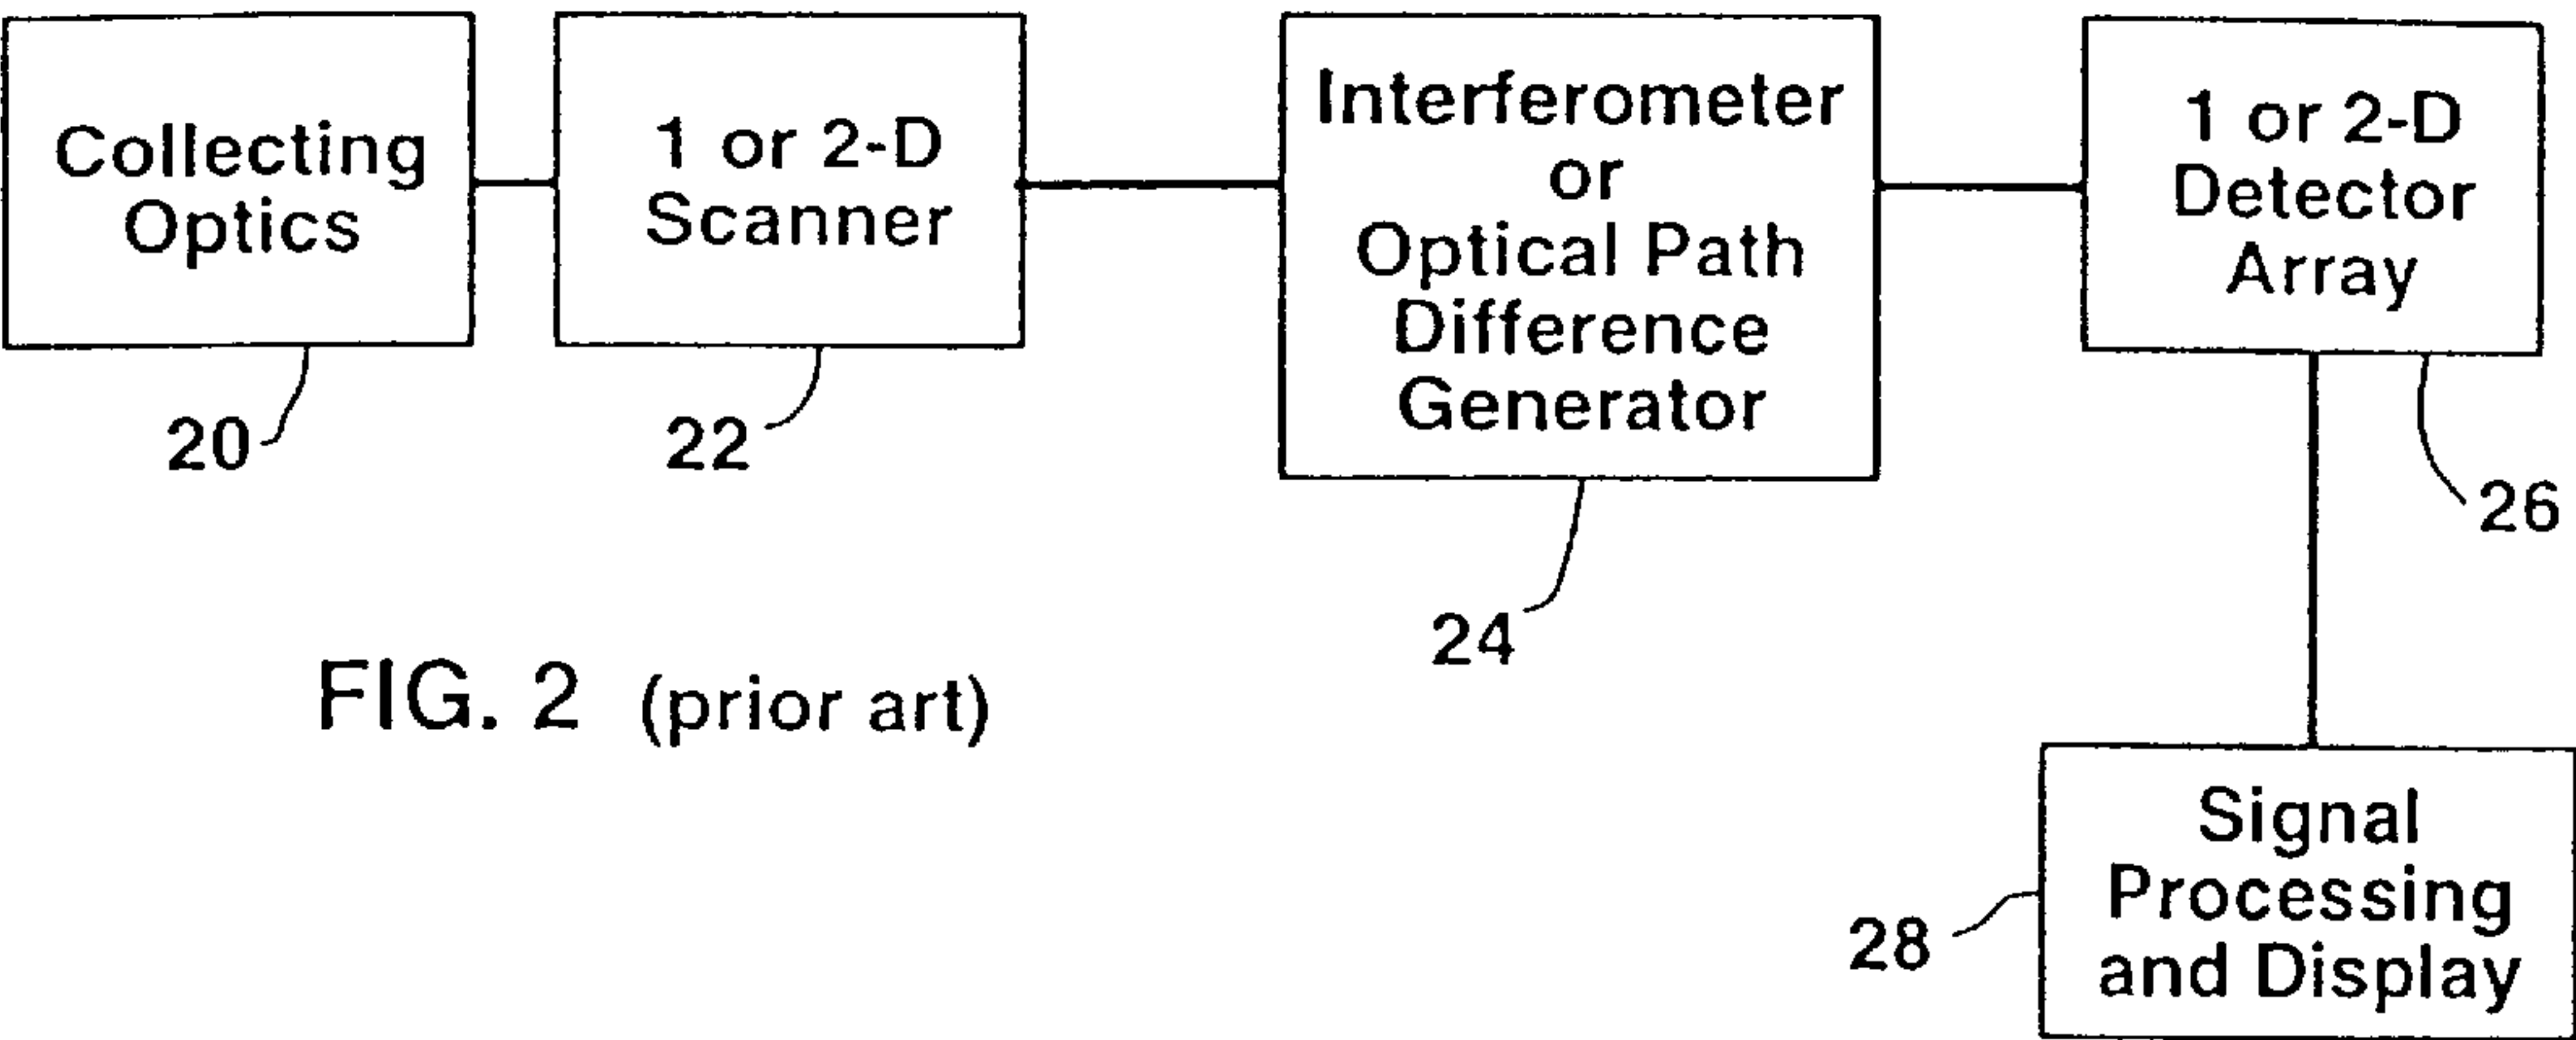 Collecting
Optics
20
1 or 2-D
Scanner
22
Interferometer
or
Optical Path
Difference
Generator
24
1 or 2-D
Detector
Array
26
FIG. 2 (prior art)
Signal
Processing
and Display
28